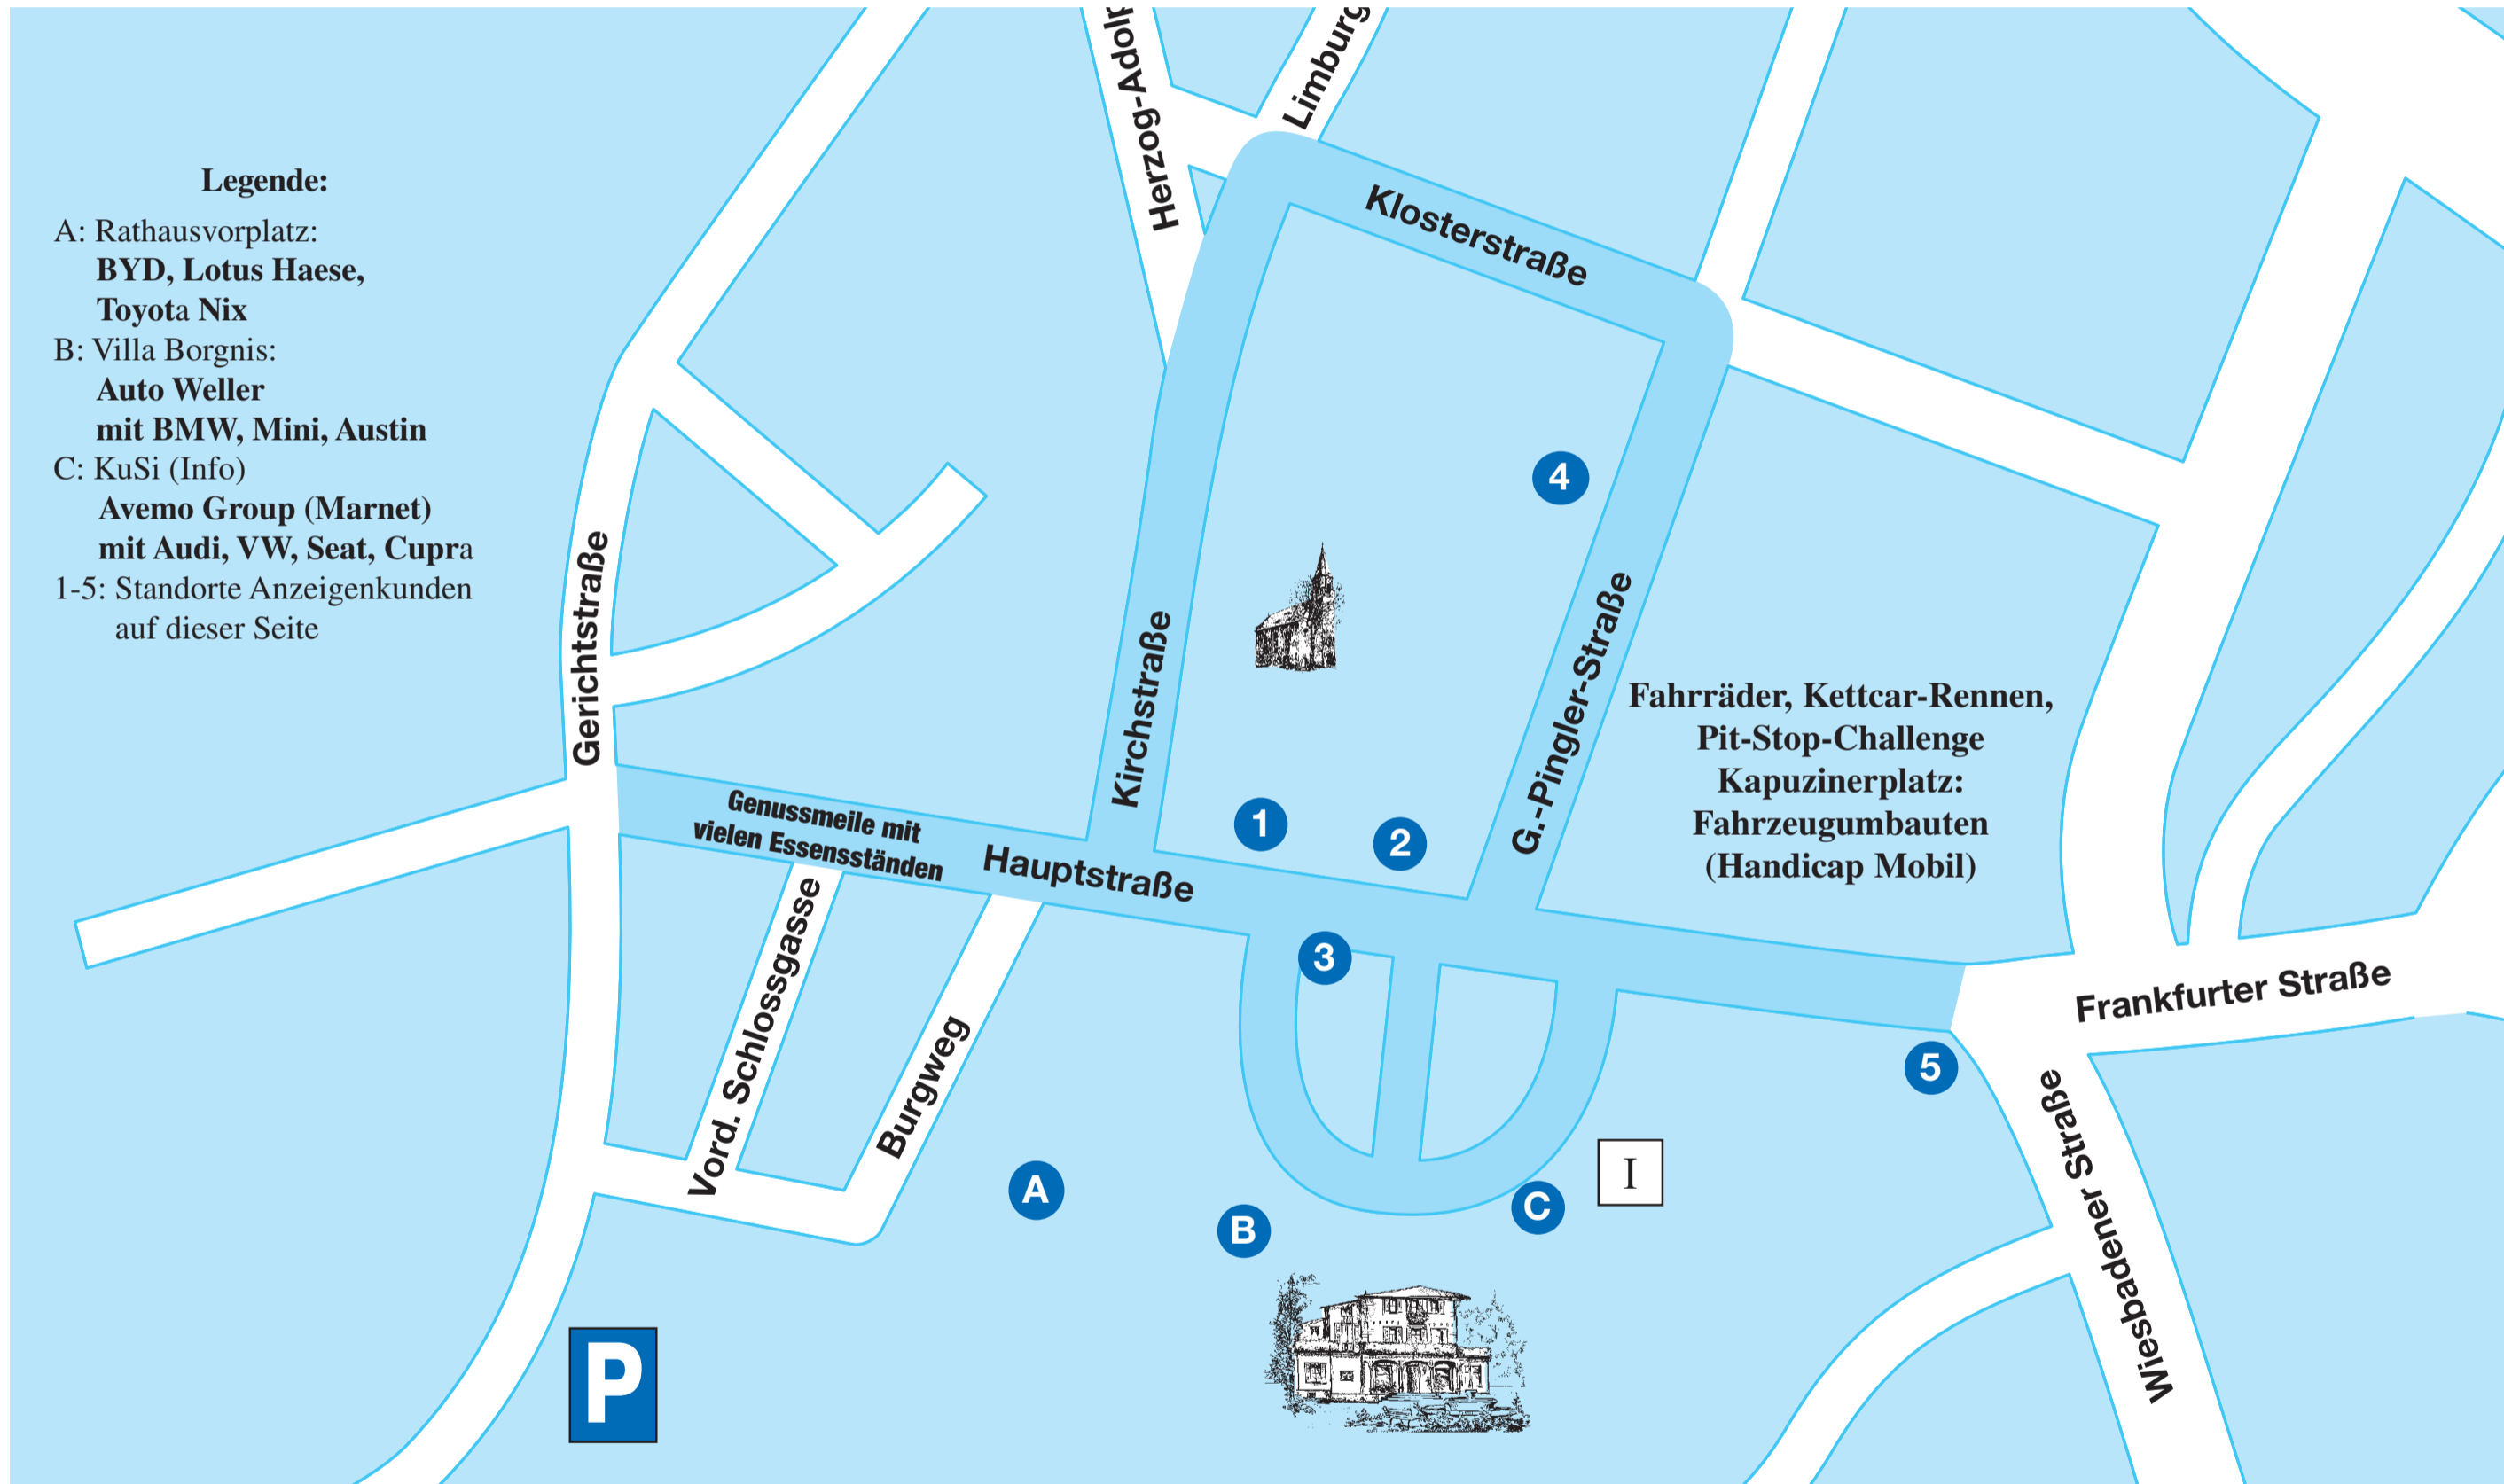 Legende:
A: Rathausvorplatz:
BYD, Lotus Haese,
Toyota Nix
B: Villa Borgnis:
Auto Weller
mit BMW, Mini, Austin
C: KuSi (Info)
Avemo Group (Marnet)
mit Audi, VW, Seat, Cupra
1-5: Standorte Anzeigenkunden
auf dieser Seite
Herzog-Adolp
Limburg
Klosterstraße
4
Gerichtstraße
Kirchstraße
G.-Pingler-Straße
Fahrräder, Kettcar-Rennen,
Pit-Stop-Challenge
Kapuzinerplatz:
Fahrzeugumbauten
(Handicap Mobil)
Genussmeile mit
vielen Essensständen
Hauptstraße
1
2
3
Frankfurter Straße
5
Vord. Schlossgasse
Burgweg
Wiesbadener Straße
A
B
C
I
P